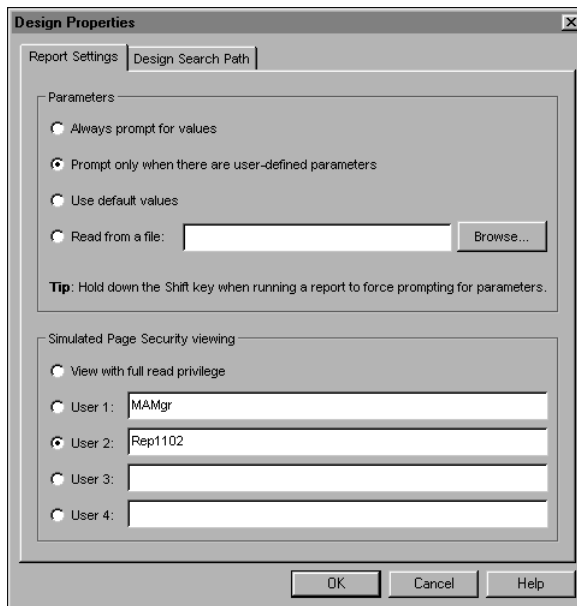 Design Properties
Report Settings Design Search Path
Parameters
Always prompt for values
Prompt only when there are user-defined parameters
Use default values
Read from a file: Browse...
Tip: Hold down the Shift key when running a report to force prompting for parameters.
Simulated Page Security viewing
View with full read privilege
User 1: MAMgr
User 2: Rep1102
User 3:
User 4:
OK Cancel Help